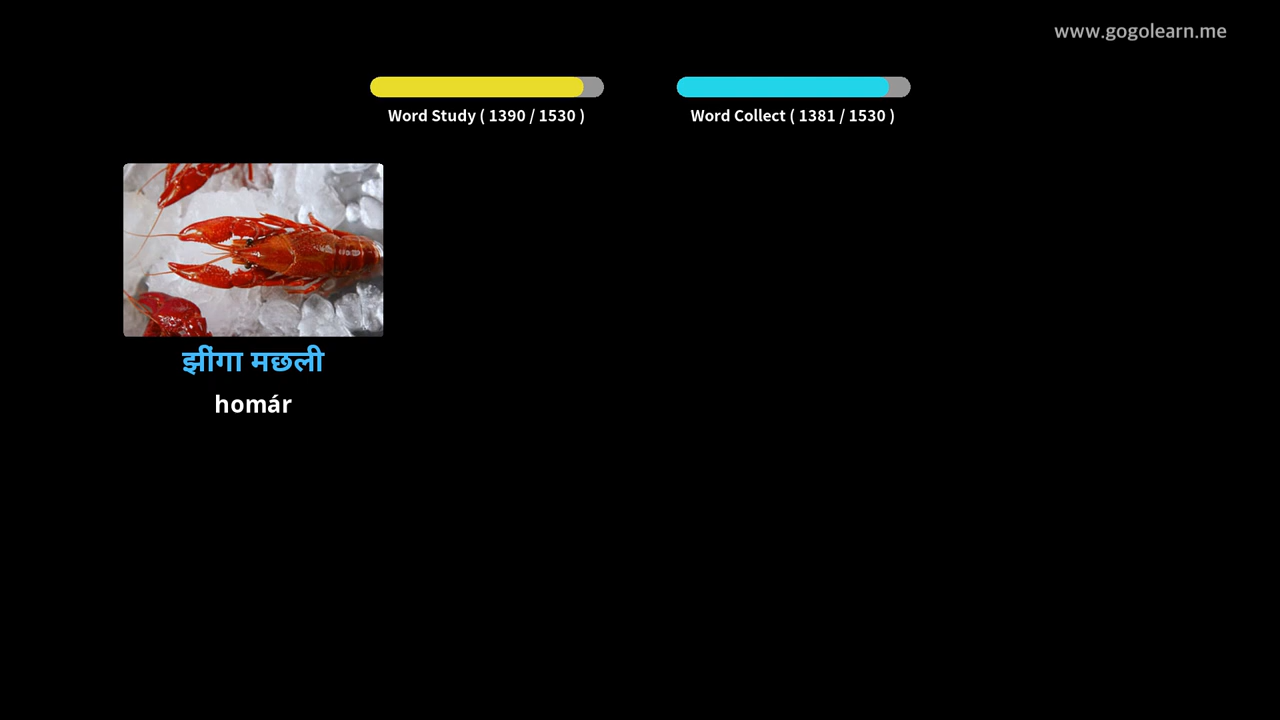 www.gogolearn.me
Word Study ( 1390 / 1530 )
Word Collect ( 1381 / 1530 )
झींगा मछली
homár